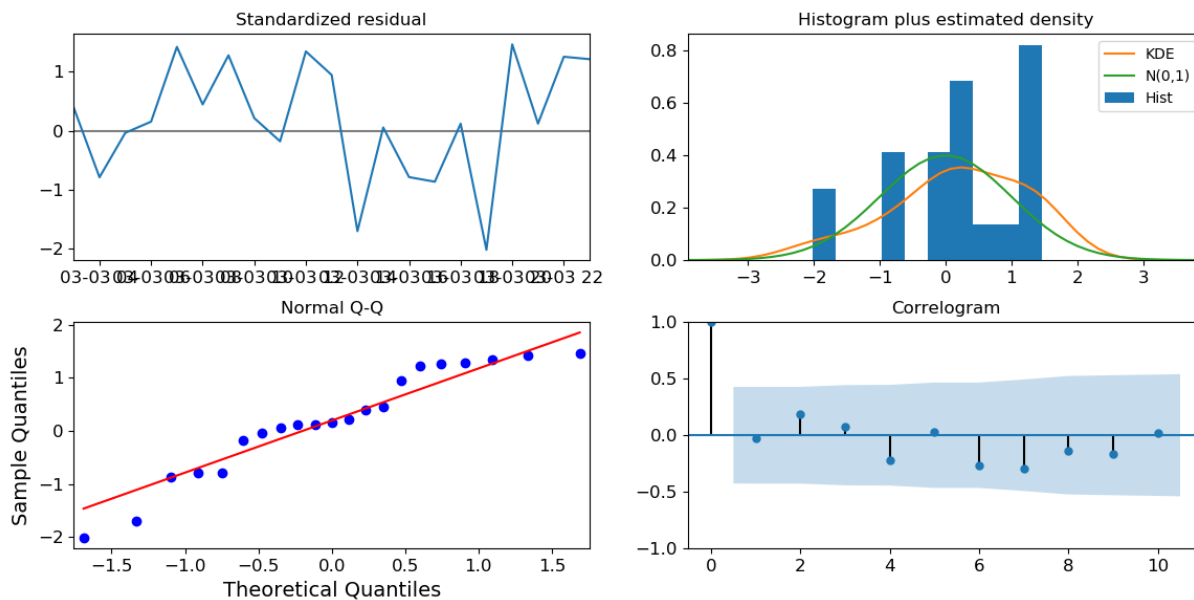 Standardized residual
1
0
−1
−2
Histogram plus estimated density
0.8
0.6
0.4
0.2
0.0
KDE
N(0,1)
Hist
−3 −2 −1 0 1 2 3
Normal Q-Q
2
1
0
−1
−2
Sample Quantiles
−1.5 −1.0 −0.5 0.0 0.5 1.0 1.5
Theoretical Quantiles
Correlogram
1.0
0.5
0.0
−0.5
−1.0
0 2 4 6 8 10